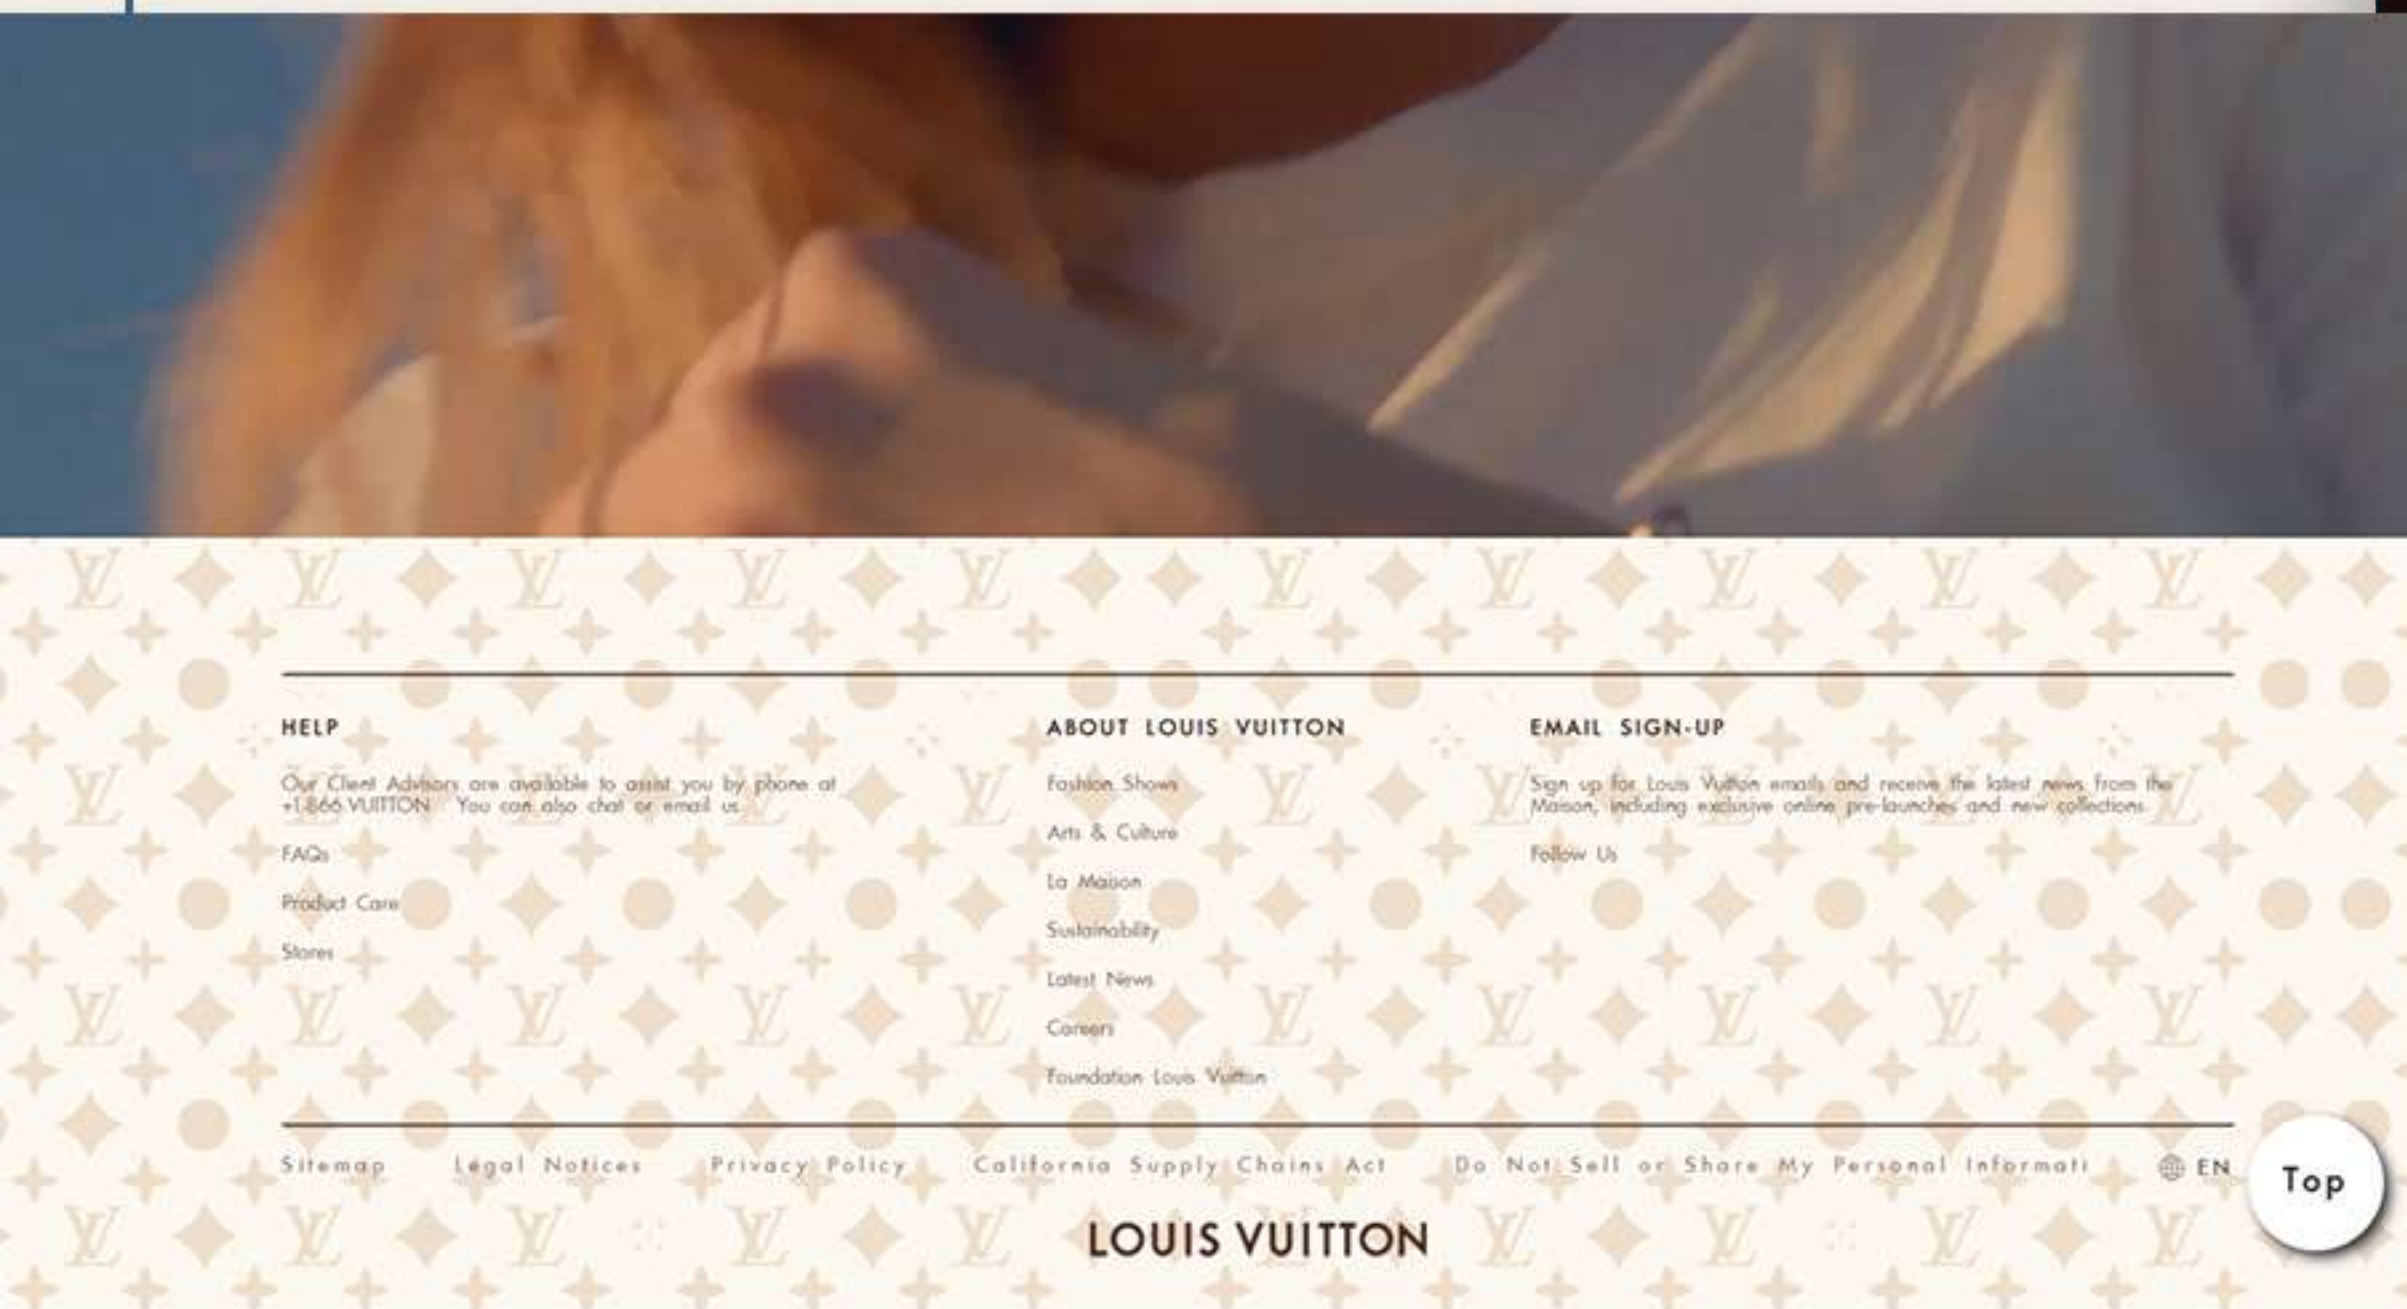 HELP
Our Client Advisors are available to assist you by phone at
+1.866.VUITTON. You can also chat or email us.
FAQs
Product Care
Stores
ABOUT LOUIS VUITTON
Fashion Shows
Arts & Culture
La Maison
Sustainability
Latest News
Careers
Foundation Louis Vuitton
EMAIL SIGN-UP
Sign up for Louis Vuitton emails and receive the latest news from the
Maison, including exclusive online pre-launches and new collections.
Follow Us
Sitemap Legal Notices Privacy Policy California Supply Chains Act Do Not Sell or Share My Personal Informati EN
Top
LOUIS VUITTON